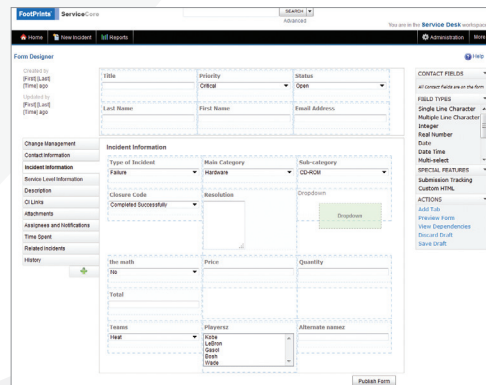 FootPrints ServiceCore
SEARCH
Advanced
You are in the Service Desk workspace
Home New Incident Reports Administration More
Form Designer Help
Created by
[First] [Last]
[Time] ago
Updated by
[First] [Last]
[Time] ago
Title Priority Status
Critical Open
Last Name First Name Email Address
Change Management
Contact Information
Incident Information
Service Level Information
Description
CI Links
Attachments
Assignees and Notifications
Time Spent
Related Incidents
History
Incident Information
Type of Incident Main Category Sub-category
Failure Hardware CD-ROM
Closure Code Resolution Dropdown
Completed Successfully
Dropdown
the math Price Quantity
No
Total
Teams Playersz Alternate namez
Heat Kobe
LeBron
Gasol
Bosh
Wade
Publish Form
CONTACT FIELDS
All Contact Fields are on the form
FIELD TYPES
Single Line Character
Multiple Line Character
Integer
Real Number
Date
Date Time
Multi-select
SPECIAL FEATURES
Submission Tracking
Custom HTML
ACTIONS
Add Tab
Preview Form
View Dependencies
Discard Draft
Save Draft